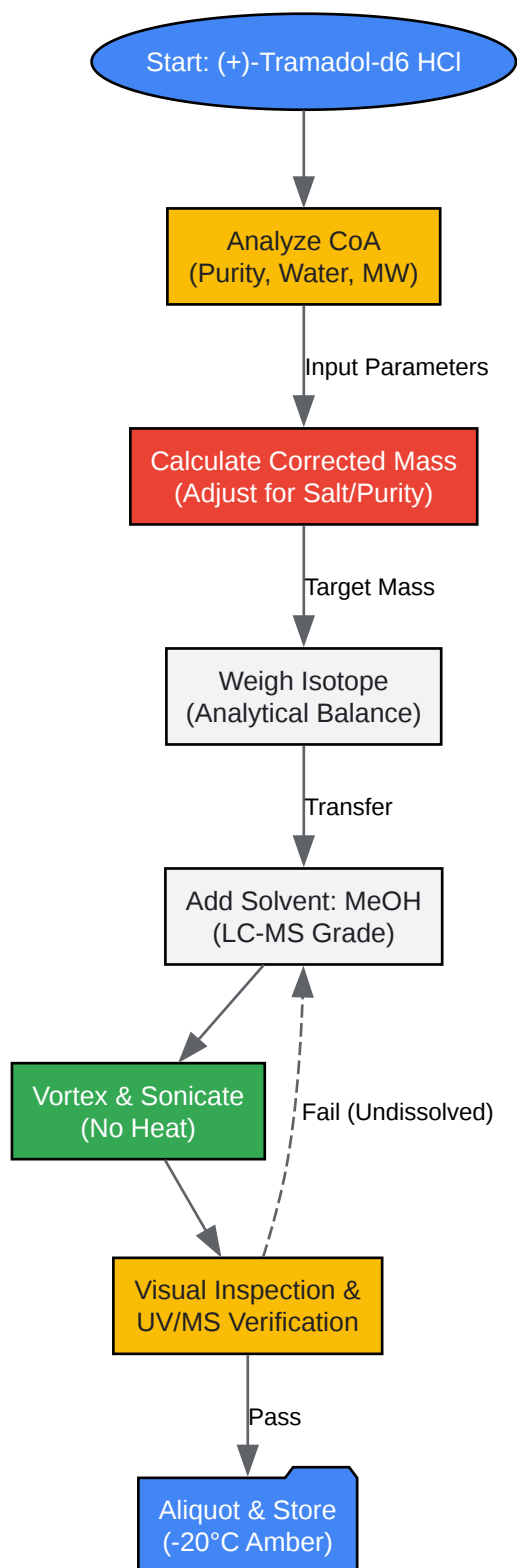 Start: (+)-Tramadol-d6 HCl
Analyze CoA
(Purity, Water, MW)
Input Parameters
Calculate Corrected Mass
(Adjust for Salt/Purity)
Target Mass
Weigh Isotope
(Analytical Balance)
Transfer
Add Solvent: MeOH
(LC-MS Grade)
Vortex & Sonicate
(No Heat)
Fail (Undissolved)
Visual Inspection &
UV/MS Verification
Pass
Aliquot & Store
(-20°C Amber)